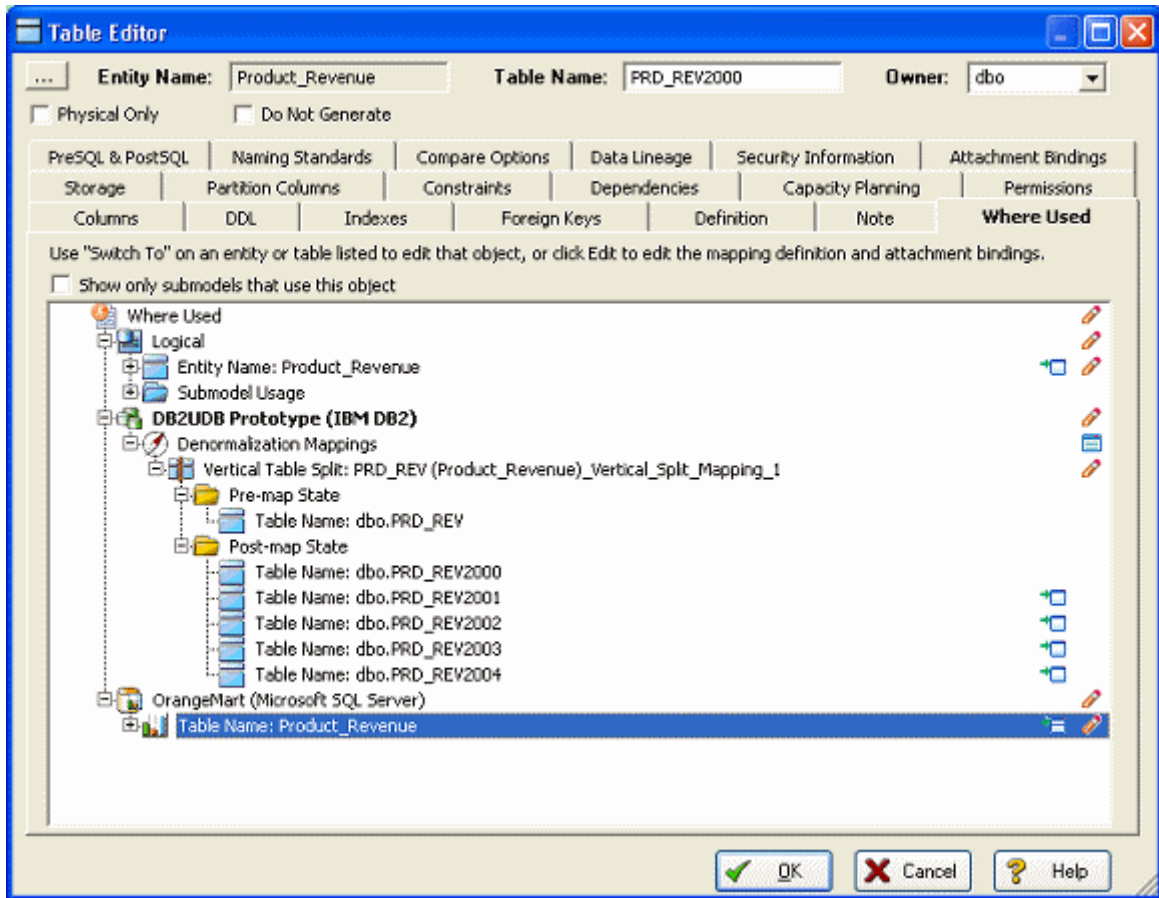 Table Editor
... Entity Name: Product_Revenue Table Name: PRD_REV2000 Owner: dbo
Physical Only Do Not Generate
PreSQL & PostSQL Naming Standards Compare Options Data Lineage Security Information Attachment Bindings
Storage Partition Columns Constraints Dependencies Capacity Planning Permissions
Columns DDL Indexes Foreign Keys Definition Note Where Used
Use "Switch To" on an entity or table listed to edit that object, or click Edit to edit the mapping definition and attachment bindings.
Show only submodels that use this object
Where Used
Logical
Entity Name: Product_Revenue
Submodel Usage
DB2UDB Prototype (IBM DB2)
Denormalization Mappings
Vertical Table Split: PRD_REV (Product_Revenue)_Vertical_Split_Mapping_1
Pre-map State
Table Name: dbo.PRD_REV
Post-map State
Table Name: dbo.PRD_REV2000
Table Name: dbo.PRD_REV2001
Table Name: dbo.PRD_REV2002
Table Name: dbo.PRD_REV2003
Table Name: dbo.PRD_REV2004
OrangeMart (Microsoft SQL Server)
Table Name: Product_Revenue
OK Cancel Help